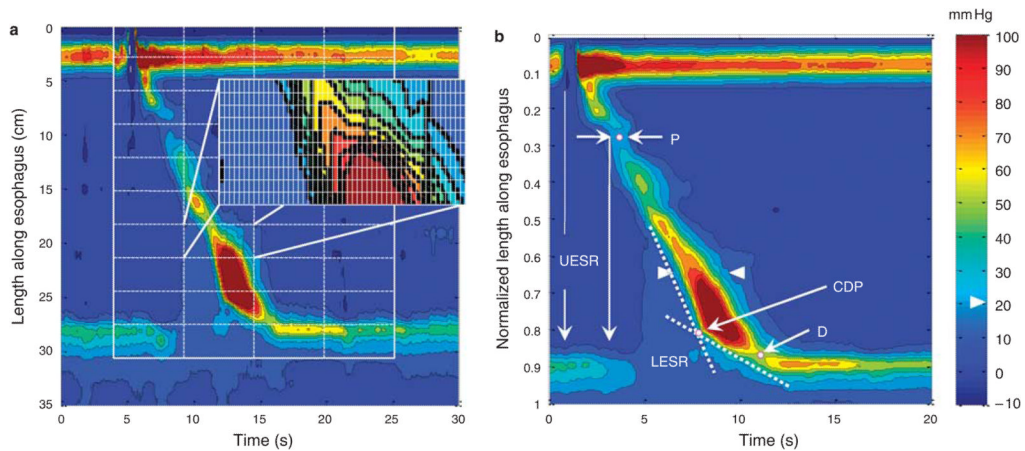 a
0
5
10
15
20
25
30
35
Length along esophagus (cm)
0 5 10 15 20 25 30
Time (s)
b
0
0.1
0.2
0.3
0.4
0.5
0.6
0.7
0.8
0.9
1
Normalized length along esophagus
P
UESR
CDP
D
LESR
0 5 10 15 20
Time (s)
mm Hg
100
90
80
70
60
50
40
30
20
10
0
−10